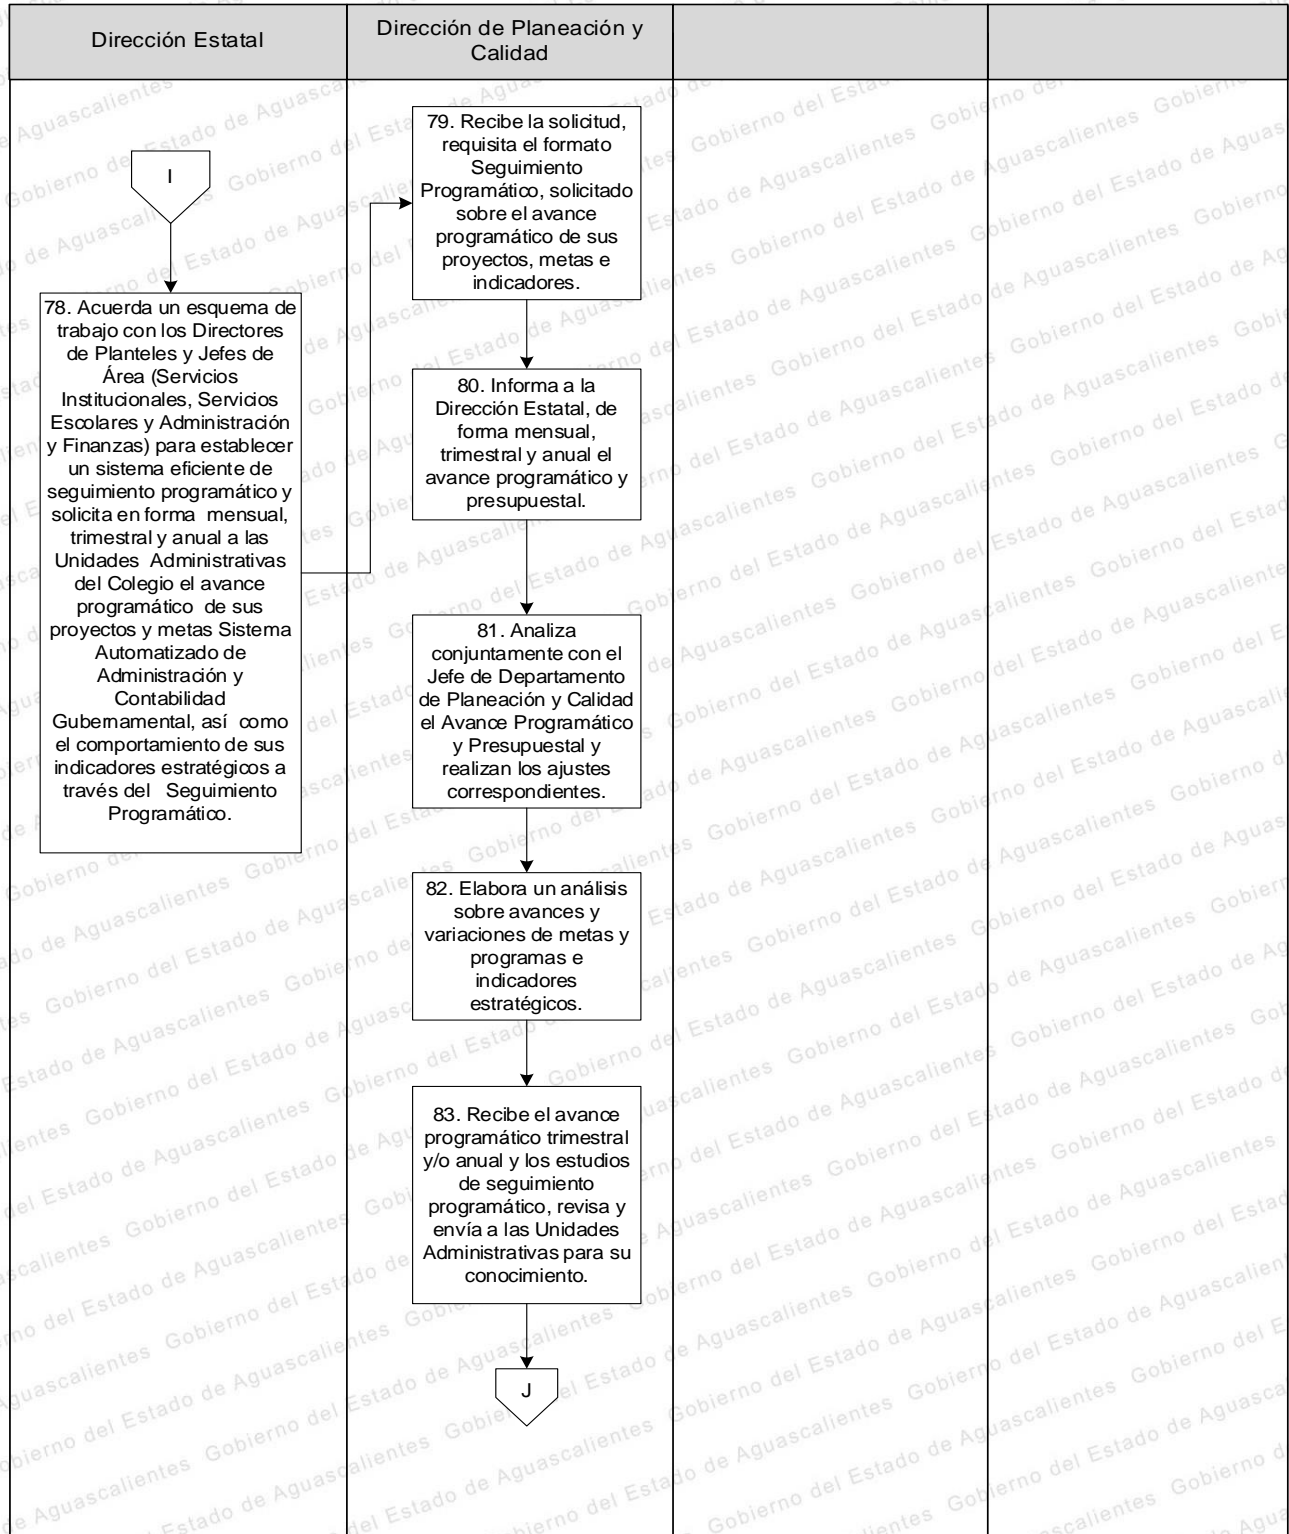 Dirección Estatal
Dirección de Planeación y
Calidad
I
78. Acuerda un esquema de
trabajo con los Directores
de Planteles y Jefes de
Área (Servicios
Institucionales, Servicios
Escolares y Administración
y Finanzas) para establecer
un sistema eficiente de
seguimiento programático y
solicita en forma mensual,
trimestral y anual a las
Unidades Administrativas
del Colegio el avance
programático de sus
proyectos y metas Sistema
Automatizado de
Administración y
Contabilidad
Gubernamental, así como
el comportamiento de sus
indicadores estratégicos a
través del Seguimiento
Programático.
79. Recibe la solicitud,
requisita el formato
Seguimiento
Programático, solicitado
sobre el avance
programático de sus
proyectos, metas e
indicadores.
80. Informa a la
Dirección Estatal, de
forma mensual,
trimestral y anual el
avance programático y
presupuestal.
81. Analiza
conjuntamente con el
Jefe de Departamento
de Planeación y Calidad
el Avance Programático
y Presupuestal y
realizan los ajustes
correspondientes.
82. Elabora un análisis
sobre avances y
variaciones de metas y
programas e
indicadores
estratégicos.
83. Recibe el avance
programático trimestral
y/o anual y los estudios
de seguimiento
programático, revisa y
envía a las Unidades
Administrativas para su
conocimiento.
J